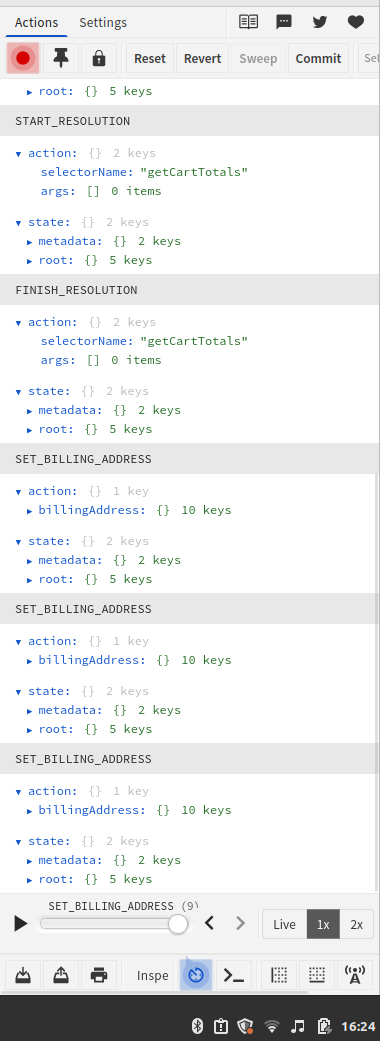 Actions Settings
Reset Revert Sweep Commit
root: {} 5 keys
START_RESOLUTION
action: {} 2 keys
selectorName: "getCartTotals"
args: [] 0 items
state: {} 2 keys
metadata: {} 2 keys
root: {} 5 keys
FINISH_RESOLUTION
action: {} 2 keys
selectorName: "getCartTotals"
args: [] 0 items
state: {} 2 keys
metadata: {} 2 keys
root: {} 5 keys
SET_BILLING_ADDRESS
action: {} 1 key
billingAddress: {} 10 keys
state: {} 2 keys
metadata: {} 2 keys
root: {} 5 keys
SET_BILLING_ADDRESS
action: {} 1 key
billingAddress: {} 10 keys
state: {} 2 keys
metadata: {} 2 keys
root: {} 5 keys
SET_BILLING_ADDRESS
action: {} 1 key
billingAddress: {} 10 keys
state: {} 2 keys
metadata: {} 2 keys
root: {} 5 keys
SET_BILLING_ADDRESS (9)
Live 1x 2x
Inspe
16:24